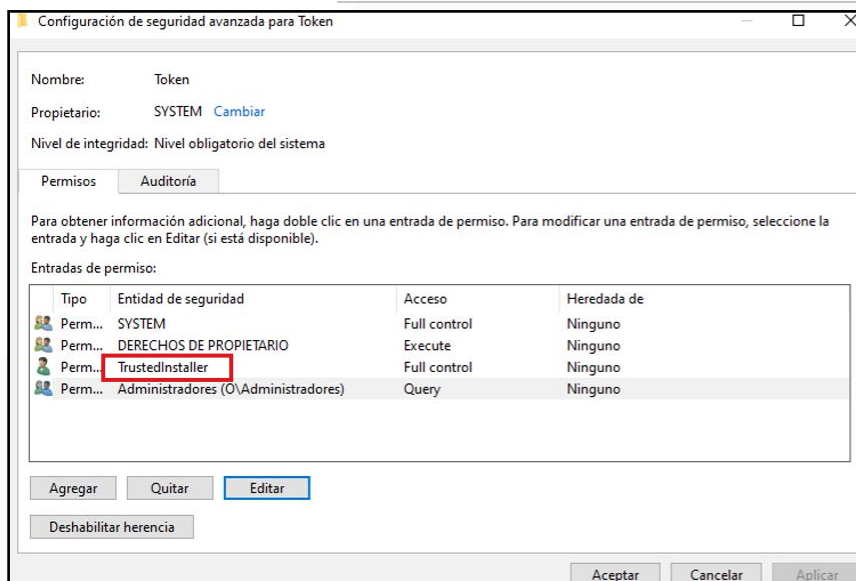 Configuración de seguridad avanzada para Token
Nombre: Token
Propietario: SYSTEM Cambiar
Nivel de integridad: Nivel obligatorio del sistema
Permisos Auditoría
Para obtener información adicional, haga doble clic en una entrada de permiso. Para modificar una entrada de permiso, seleccione la
entrada y haga clic en Editar (si está disponible).
Entradas de permiso:
Tipo Entidad de seguridad Acceso Heredada de
Perm... SYSTEM Full control Ninguno
Perm... DERECHOS DE PROPIETARIO Execute Ninguno
Perm... TrustedInstaller Full control Ninguno
Perm... Administradores (O\Administradores) Query Ninguno
Agregar Quitar Editar
Deshabilitar herencia
Aceptar Cancelar Aplicar